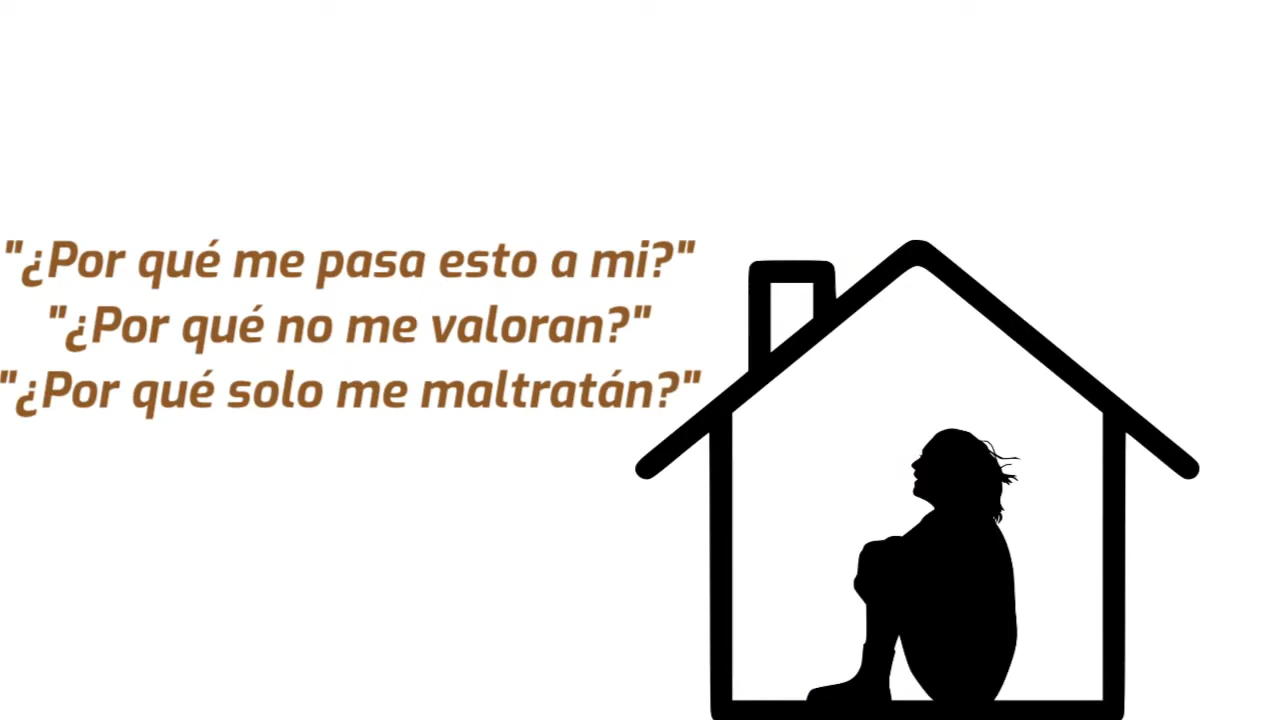 "¿Por qué me pasa esto a mi?"
"¿Por qué no me valoran?"
"¿Por qué solo me maltratán?"